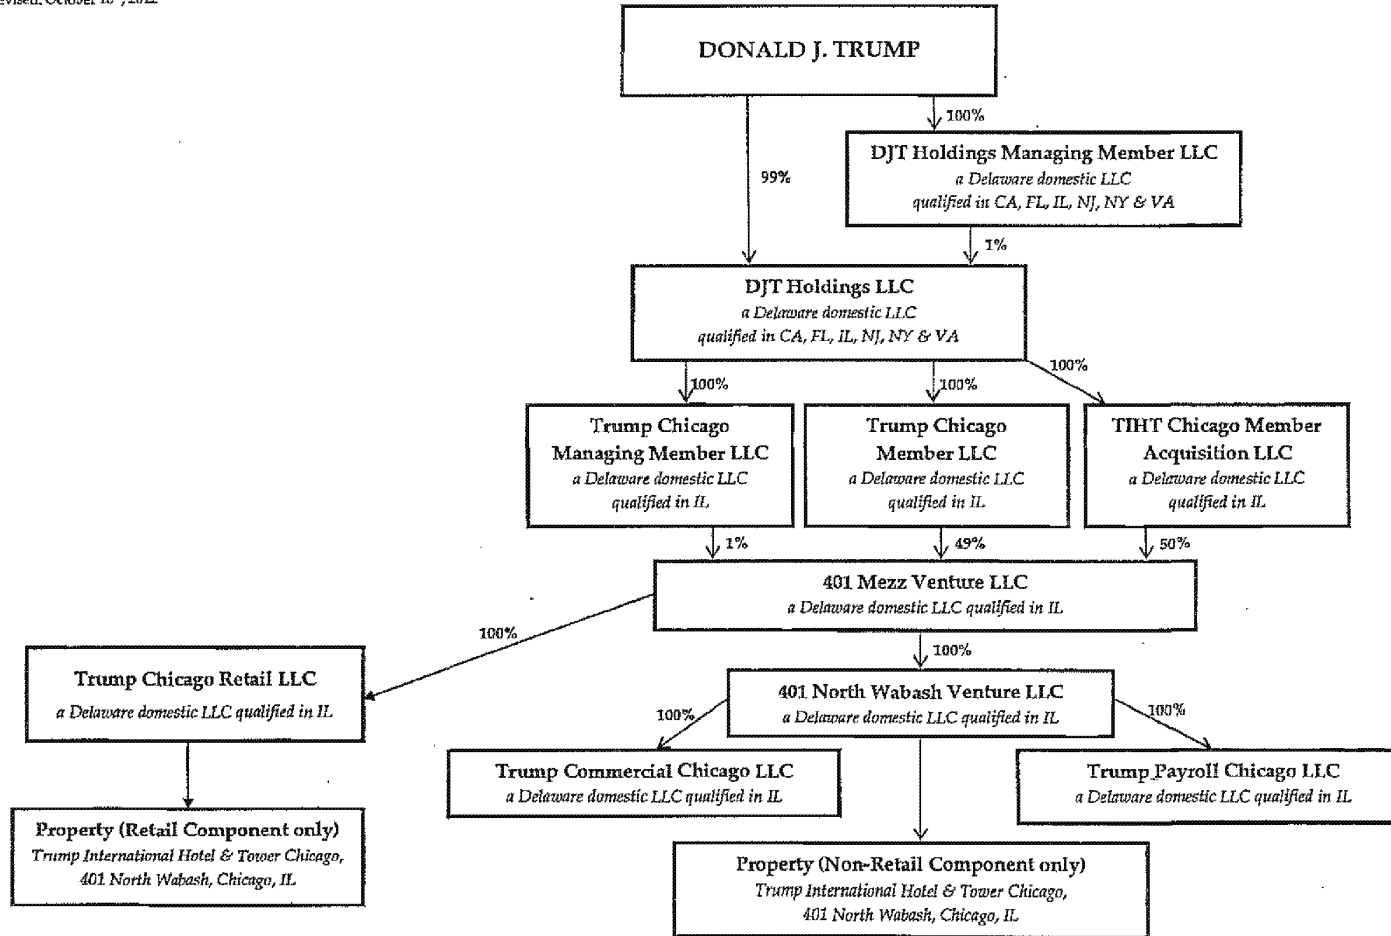 October 18, 2012
DONALD J. TRUMP
100%
DJT Holdings Managing Member LLC
a Delaware domestic LLC
qualified in CA, FL, IL, NJ, NY & VA
99%
1%
DJT Holdings LLC
a Delaware domestic LLC
qualified in CA, FL, IL, NJ, NY & VA
100%
100%
100%
Trump Chicago
Managing Member LLC
a Delaware domestic LLC
qualified in IL
Trump Chicago
Member LLC
a Delaware domestic LLC
qualified in IL
TIHT Chicago Member
Acquisition LLC
a Delaware domestic LLC
qualified in IL
1%
49%
50%
401 Mezz Venture LLC
a Delaware domestic LLC qualified in IL
100%
100%
Trump Chicago Retail LLC
a Delaware domestic LLC qualified in IL
401 North Wabash Venture LLC
a Delaware domestic LLC qualified in IL
100%
100%
Trump Commercial Chicago LLC
a Delaware domestic LLC qualified in IL
Trump Payroll Chicago LLC
a Delaware domestic LLC qualified in IL
Property (Retail Component only)
Trump International Hotel & Tower Chicago,
401 North Wabash, Chicago, IL
Property (Non-Retail Component only)
Trump International Hotel & Tower Chicago,
401 North Wabash, Chicago, IL